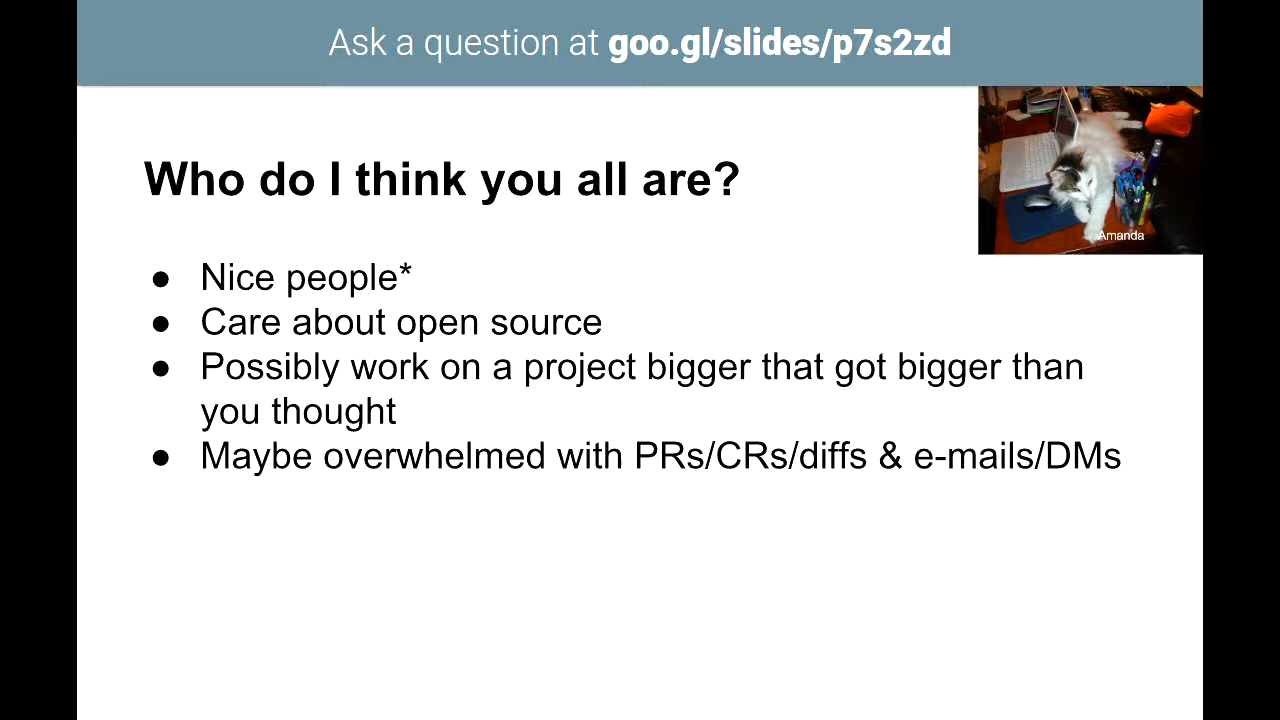 Ask a question at goo.gl/slides/p7s2zd
Who do I think you all are?
Amanda
● Nice people*
● Care about open source
● Possibly work on a project bigger that got bigger than
you thought
● Maybe overwhelmed with PRs/CRs/diffs & e-mails/DMs